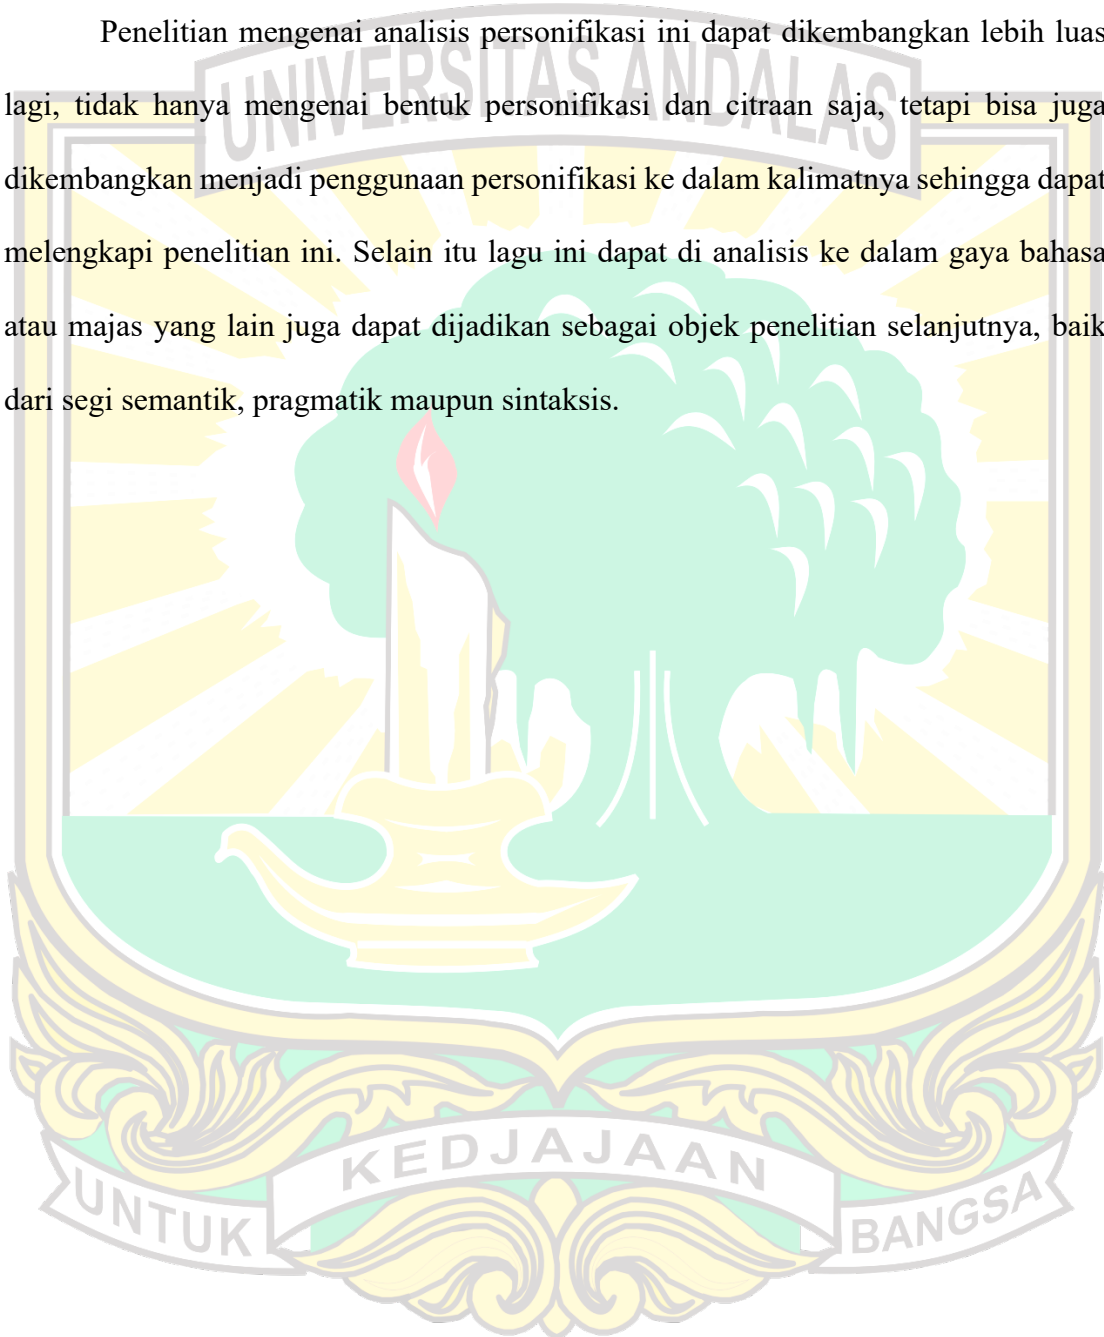 Penelitian mengenai analisis personifikasi ini dapat dikembangkan lebih luas
UNIVERSITAS ANDALAS
lagi, tidak hanya mengenai bentuk personifikasi dan citraan saja, tetapi bisa juga
dikembangkan menjadi penggunaan personifikasi ke dalam kalimatnya sehingga dapat
melengkapi penelitian ini. Selain itu lagu ini dapat di analisis ke dalam gaya bahasa
atau majas yang lain juga dapat dijadikan sebagai objek penelitian selanjutnya, baik
dari segi semantik, pragmatik maupun sintaksis.
UNTUK
KEDJAJAAN
BANGSA